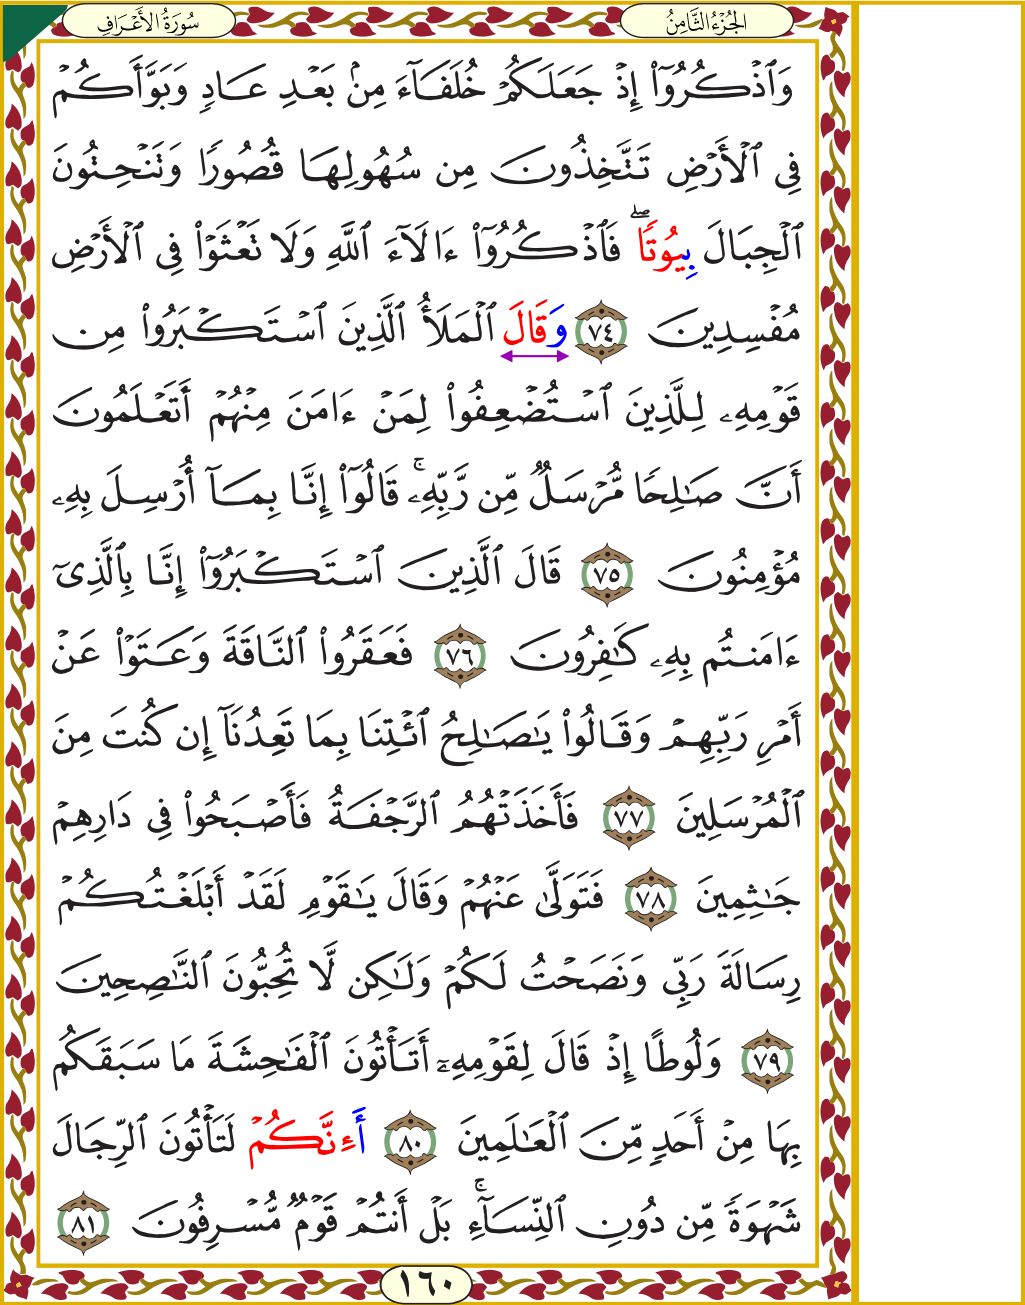 الجُزْءُ الثَّامِنُ
سُورَةُ الأَعْرَافِ
وَٱذۡكُرُوٓاْ إِذۡ جَعَلَكُمۡ خُلَفَآءَ مِنۢ بَعۡدِ عَادٖ وَبَوَّأَكُمۡ
فِي ٱلۡأَرۡضِ تَتَّخِذُونَ مِن سُهُولِهَا قُصُورٗا وَتَنۡحِتُونَ
ٱلۡجِبَالَ بِيُوتٗاۖ فَٱذۡكُرُوٓاْ ءَالَآءَ ٱللَّهِ وَلَا تَعۡثَوۡاْ فِي ٱلۡأَرۡضِ
مُفۡسِدِينَ ٧٤ وَقَالَ ٱلۡمَلَأُ ٱلَّذِينَ ٱسۡتَكۡبَرُواْ مِن
قَوۡمِهِۦ لِلَّذِينَ ٱسۡتُضۡعِفُواْ لِمَنۡ ءَامَنَ مِنۡهُمۡ أَتَعۡلَمُونَ
أَنَّ صَٰلِحٗا مُّرۡسَلٞ مِّن رَّبِّهِۦۚ قَالُوٓاْ إِنَّا بِمَآ أُرۡسِلَ بِهِۦ
مُؤۡمِنُونَ ٧٥ قَالَ ٱلَّذِينَ ٱسۡتَكۡبَرُوٓاْ إِنَّا بِٱلَّذِيٓ
ءَامَنتُم بِهِۦ كَٰفِرُونَ ٧٦ فَعَقَرُواْ ٱلنَّاقَةَ وَعَتَوۡاْ عَنۡ
أَمۡرِ رَبِّهِمۡ وَقَالُواْ يَٰصَٰلِحُ ٱئۡتِنَا بِمَا تَعِدُنَآ إِن كُنتَ مِنَ
ٱلۡمُرۡسَلِينَ ٧٧ فَأَخَذَتۡهُمُ ٱلرَّجۡفَةُ فَأَصۡبَحُواْ فِي دَارِهِمۡ
جَٰثِمِينَ ٧٨ فَتَوَلَّىٰ عَنۡهُمۡ وَقَالَ يَٰقَوۡمِ لَقَدۡ أَبۡلَغۡتُكُمۡ
رِسَالَةَ رَبِّي وَنَصَحۡتُ لَكُمۡ وَلَٰكِن لَّا تُحِبُّونَ ٱلنَّٰصِحِينَ
٧٩ وَلُوطًا إِذۡ قَالَ لِقَوۡمِهِۦٓ أَتَأۡتُونَ ٱلۡفَٰحِشَةَ مَا سَبَقَكُم
بِهَا مِنۡ أَحَدٖ مِّنَ ٱلۡعَٰلَمِينَ ٨٠ أَءِنَّكُمۡ لَتَأۡتُونَ ٱلرِّجَالَ
شَهۡوَةٗ مِّن دُونِ ٱلنِّسَآءِۚ بَلۡ أَنتُمۡ قَوۡمٞ مُّسۡرِفُونَ ٨١
١٦٠